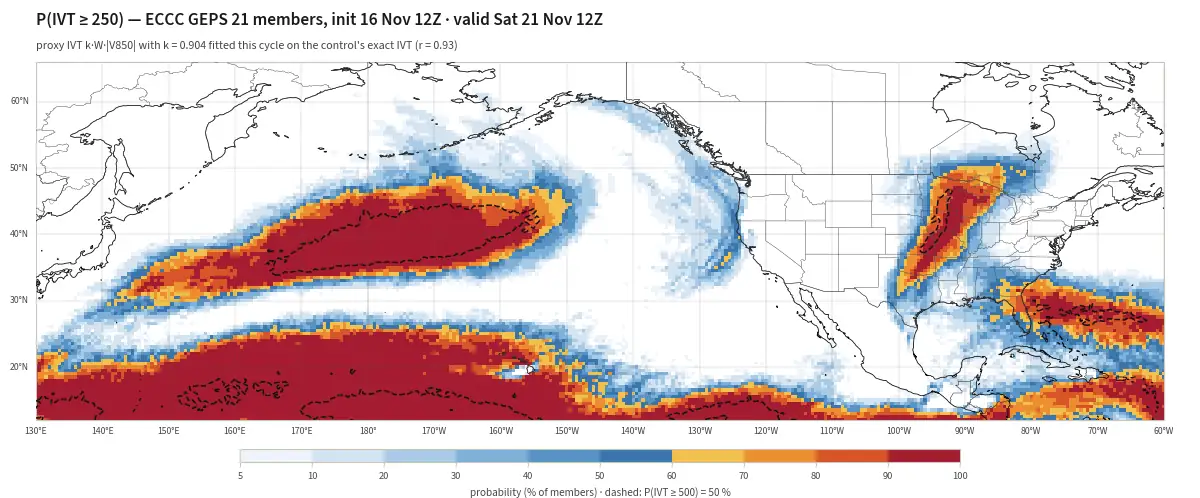 P(IVT ≥ 250) — ECCC GEPS 21 members, init 16 Nov 12Z · valid Sat 21 Nov 12Z
proxy IVT k·W·|V850| with k = 0.904 fitted this cycle on the control's exact IVT (r = 0.93)
60°N
50°N
40°N
30°N
20°N
130°E 140°E 150°E 160°E 170°E 180° 170°W 160°W 150°W 140°W 130°W 120°W 110°W 100°W 90°W 80°W 70°W 60°W
5 10 20 30 40 50 60 70 80 90 100
probability (% of members) · dashed: P(IVT ≥ 500) = 50 %